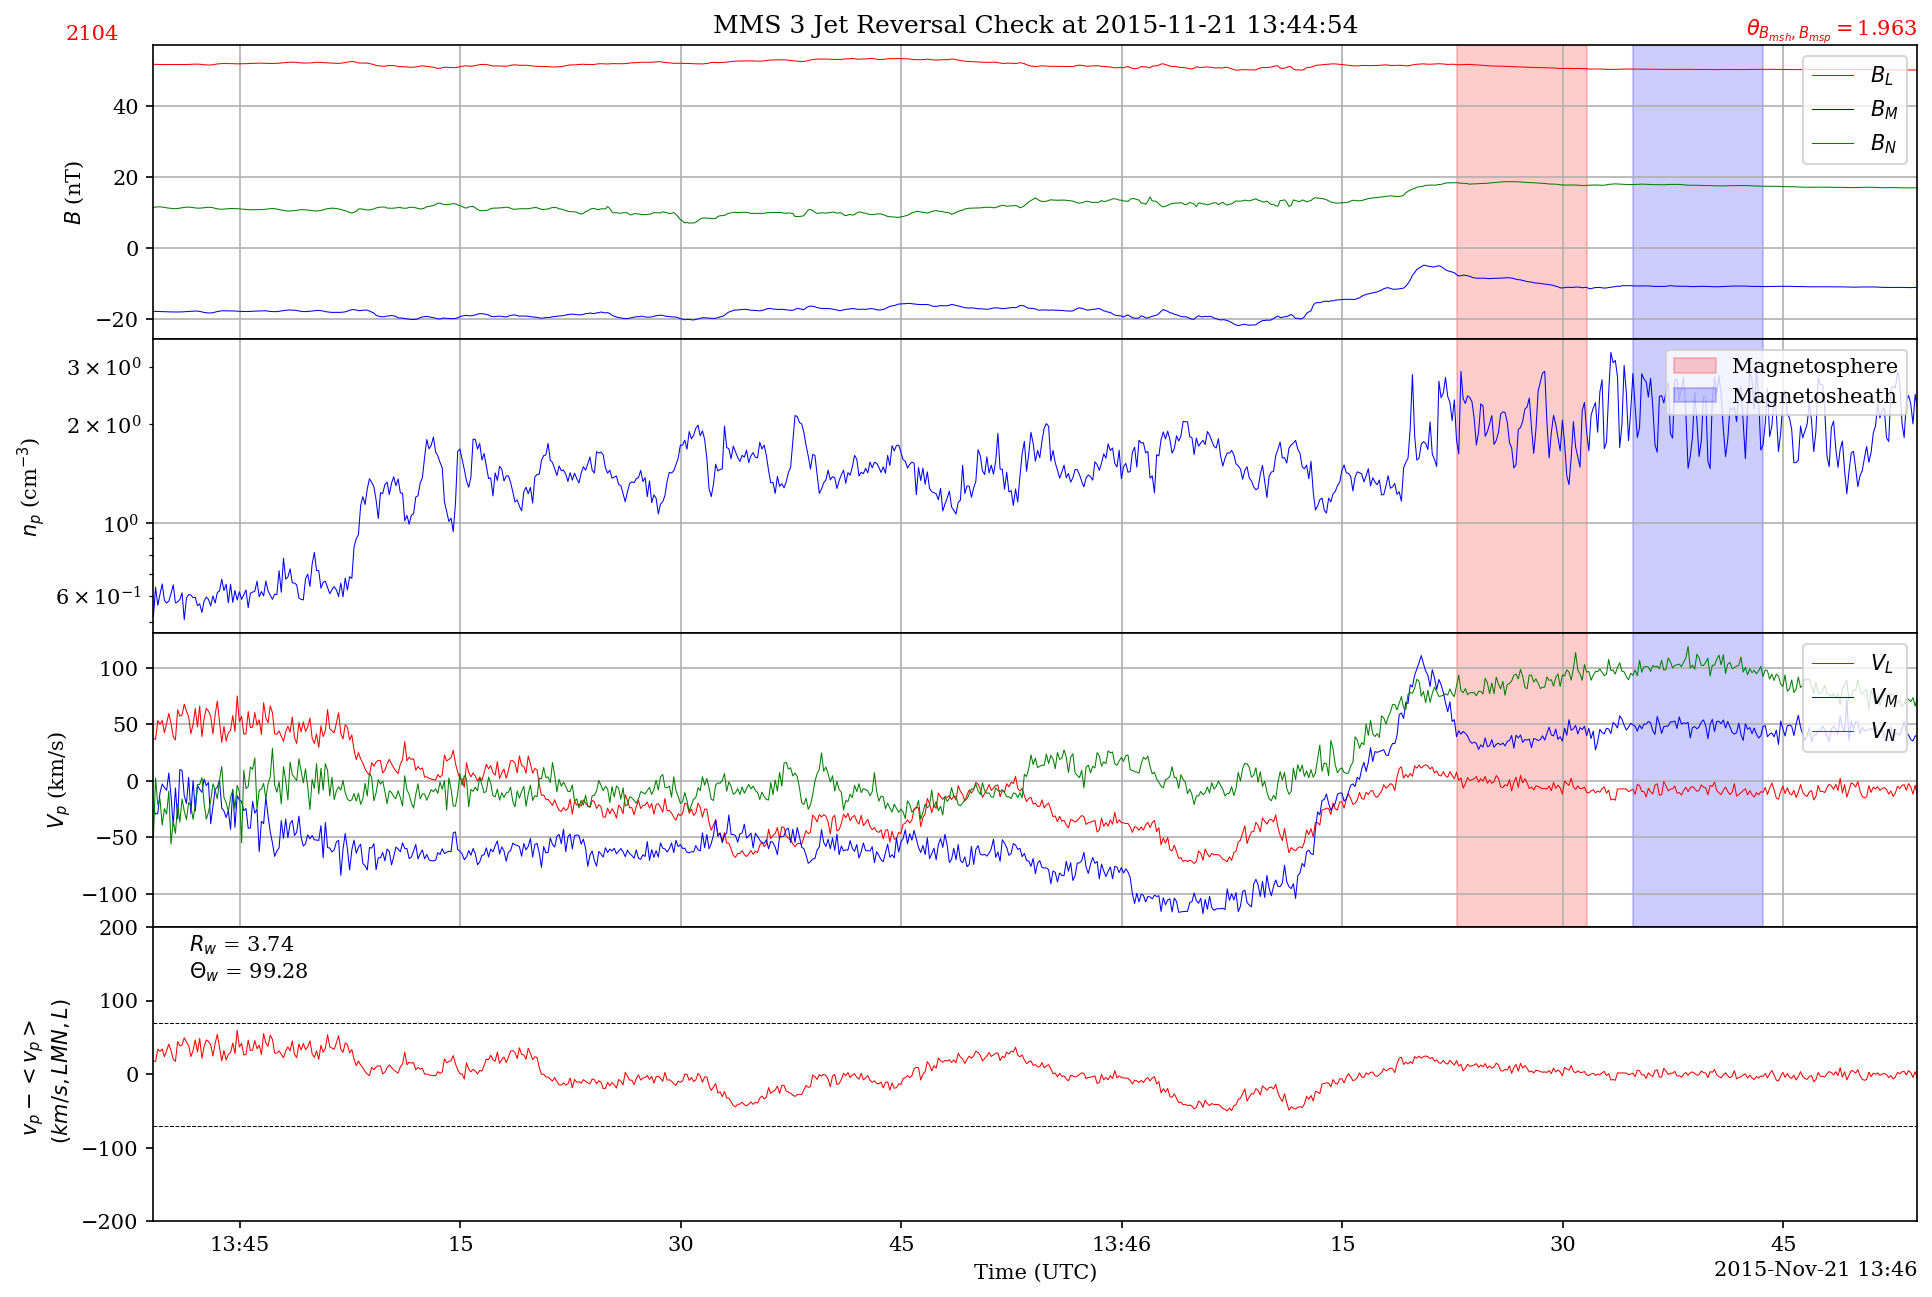 MMS 3 Jet Reversal Check at 2015-11-21 13:44:54
2104
θ_{B_{msh}, B_{msp}} = 1.963
B (nT)
40
20
0
−20
B_L
B_M
B_N
n_p (cm^{−3})
3 × 10^0
2 × 10^0
10^0
6 × 10^{−1}
Magnetosphere
Magnetosheath
V_p (km/s)
100
50
0
−50
−100
V_L
V_M
V_N
v_p − <v_p>
(km/s, LMN, L)
200
100
0
−100
−200
R_w = 3.74
Θ_w = 99.28
13:45 15 30 45 13:46 15 30 45
Time (UTC)
2015-Nov-21 13:46